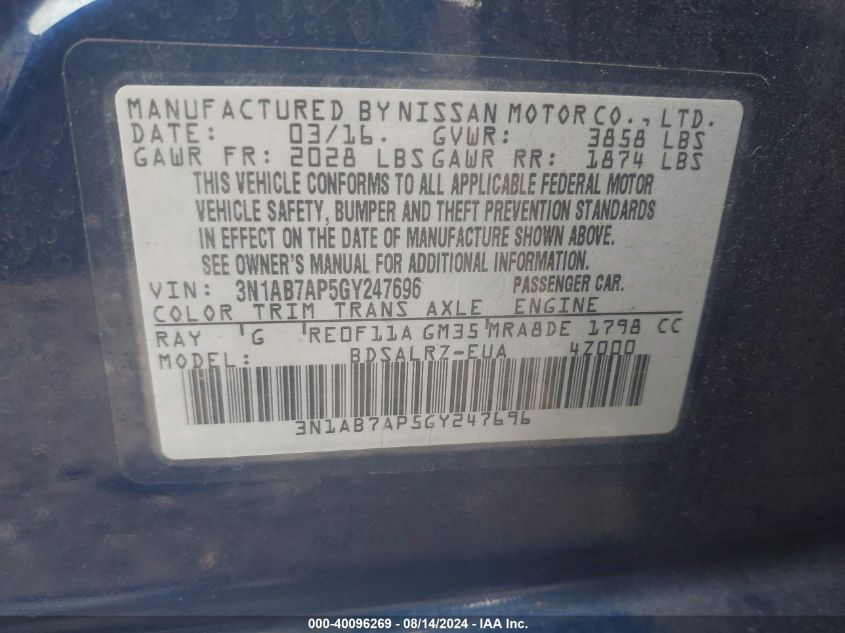 MANUFACTURED BY NISSAN MOTOR CO., LTD.
DATE: 03/16. GVWR: 3858 LBS
GAWR FR: 2028 LBS GAWR RR: 1874 LBS
THIS VEHICLE CONFORMS TO ALL APPLICABLE FEDERAL MOTOR
VEHICLE SAFETY, BUMPER AND THEFT PREVENTION STANDARDS
IN EFFECT ON THE DATE OF MANUFACTURE SHOWN ABOVE.
SEE OWNER'S MANUAL FOR ADDITIONAL INFORMATION.
VIN: 3N1AB7AP5GY247696 PASSENGER CAR.
COLOR TRIM TRANS AXLE ENGINE
RAY G RE0F11A GM35 MRA8DE 1798 CC
MODEL: BDSALRZ-EUA 4Z000
3N1AB7AP5GY247696
000-40096269 - 08/14/2024 - IAAI.com